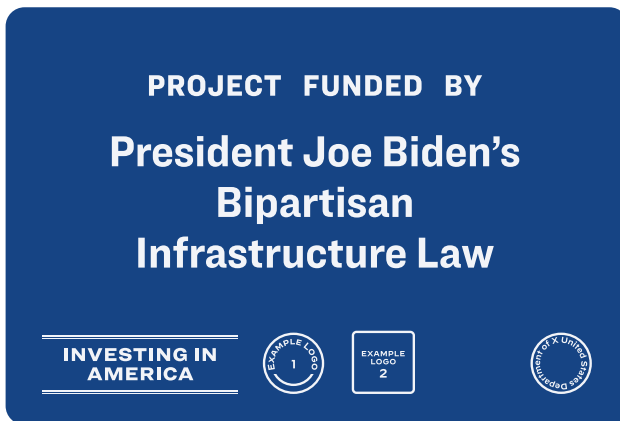 PROJECT FUNDED BY
President Joe Biden’s
Bipartisan
Infrastructure Law
INVESTING IN
AMERICA
EXAMPLE LOGO
1
EXAMPLE
LOGO
2
Department of X United States